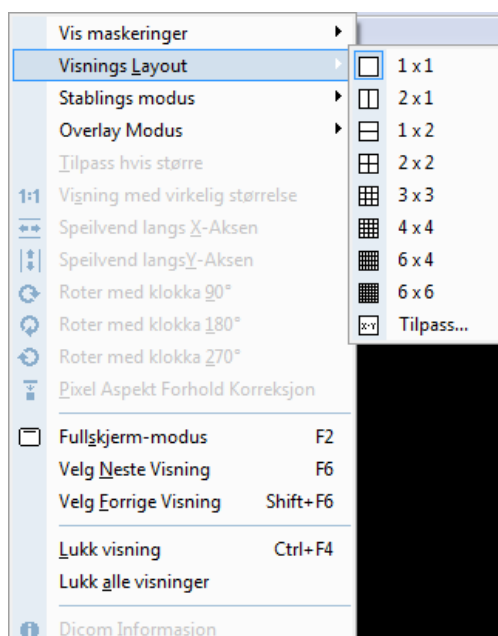 Vis maskeringer
Visnings Layout
Stablings modus
Overlay Modus
Tilpass hvis større
1:1 Visning med virkelig størrelse
Speilvend langs X-Aksen
Speilvend langsY-Aksen
Roter med klokka 90°
Roter med klokka 180°
Roter med klokka 270°
Pixel Aspekt Forhold Korreksjon
Fullskjerm-modus F2
Velg Neste Visning F6
Velg Forrige Visning Shift+F6
Lukk visning Ctrl+F4
Lukk alle visninger
Dicom Informasjon
1 x 1
2 x 1
1 x 2
2 x 2
3 x 3
4 x 4
6 x 4
6 x 6
x·Y Tilpass...